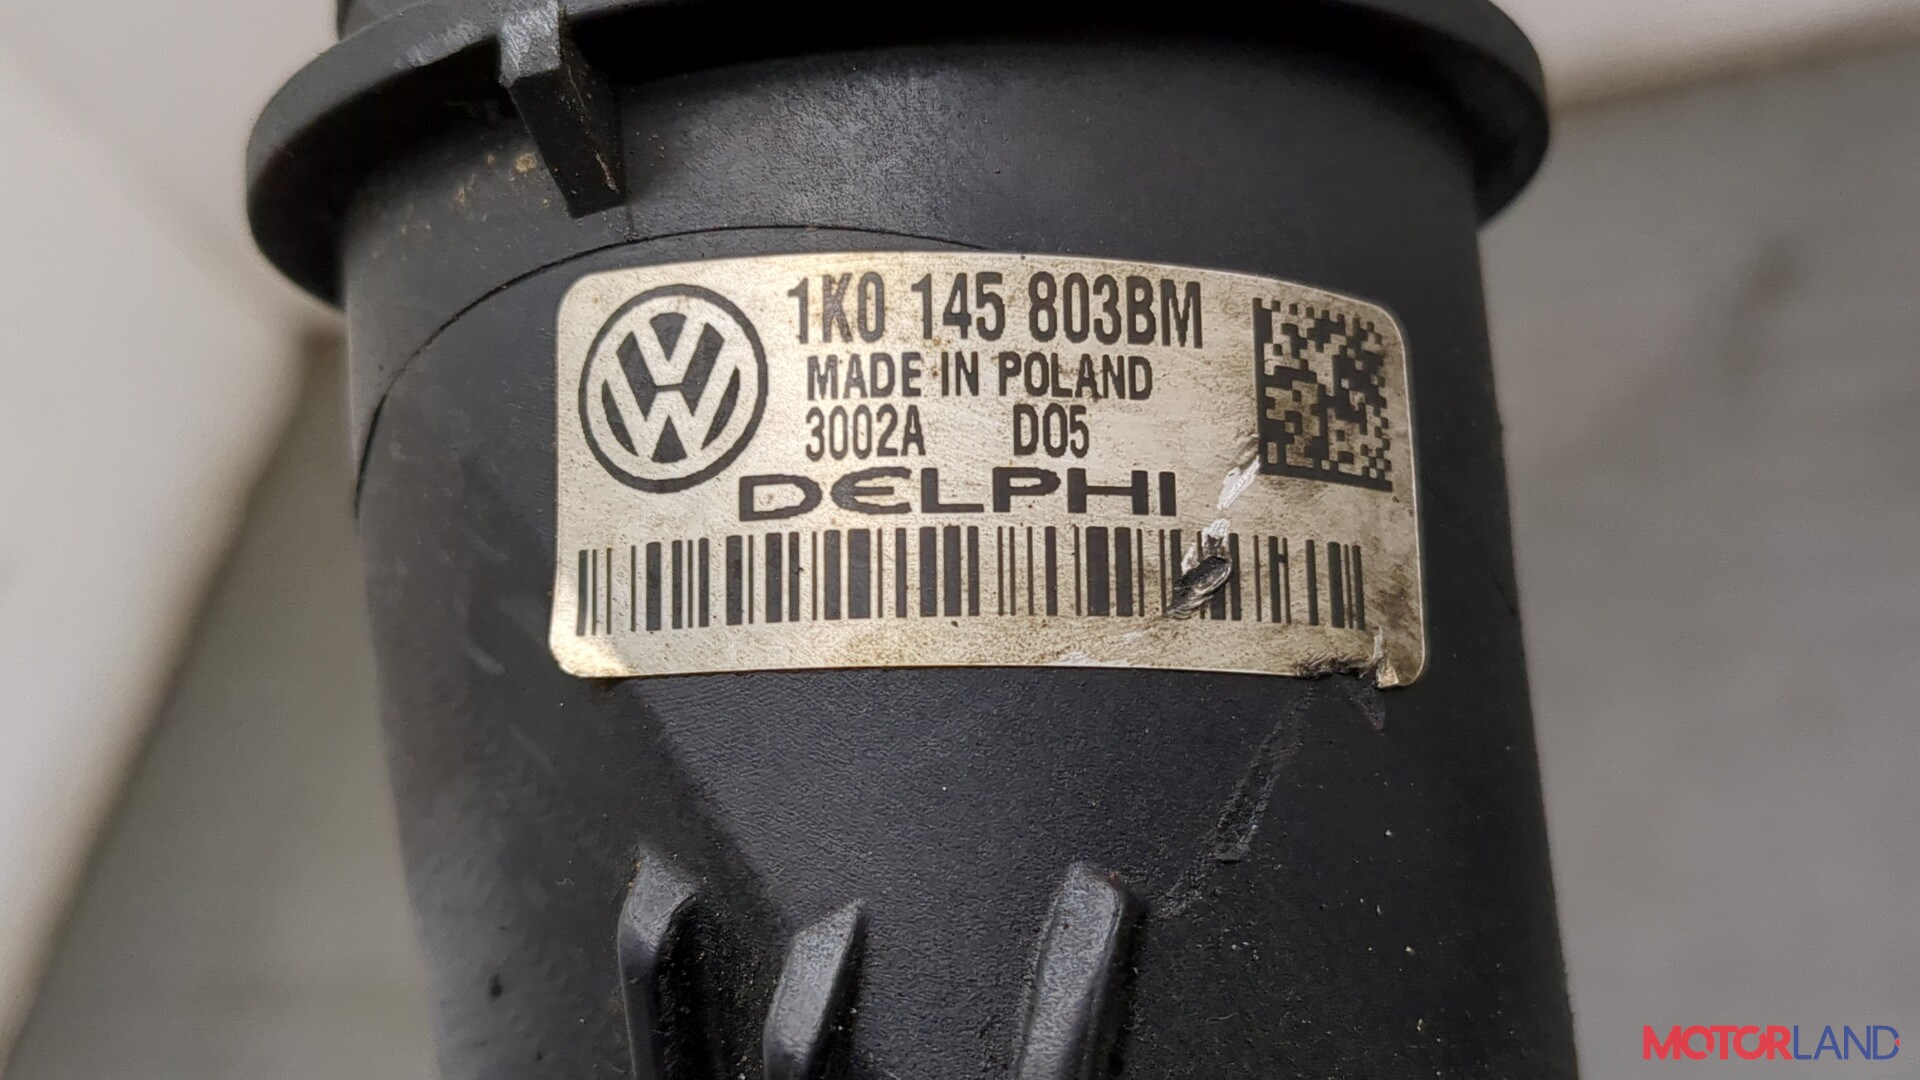 1K0 145 803BM
MADE IN POLAND
3002A D05
DELPHI
MOTORLAND